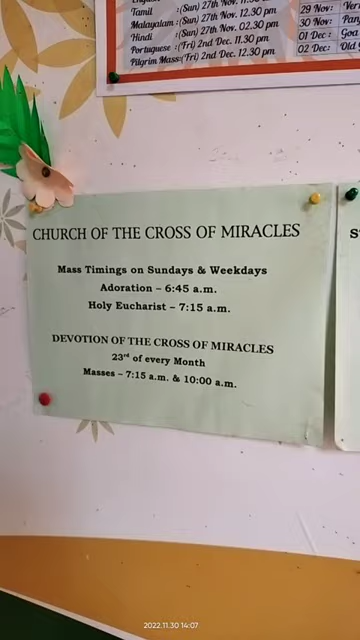 Tamil :(Sun) 27th Nov. 11.30 pm
Malayalam :(Sun) 27th Nov. 12.30 pm
Hindi :(Sun) 27th Nov. 02.30 pm
Portuguese :(Fri) 2nd Dec. 11.30 pm
Pilgrim Mass:(Fri) 2nd Dec. 12.30 pm
29 Nov:
30 Nov:
01 Dec : Goa
02 Dec: Old
CHURCH OF THE CROSS OF MIRACLES
Mass Timings on Sundays & Weekdays
Adoration – 6:45 a.m.
Holy Eucharist – 7:15 a.m.
DEVOTION OF THE CROSS OF MIRACLES
23rd of every Month
Masses – 7:15 a.m. & 10:00 a.m.
2022.11.30 14:07